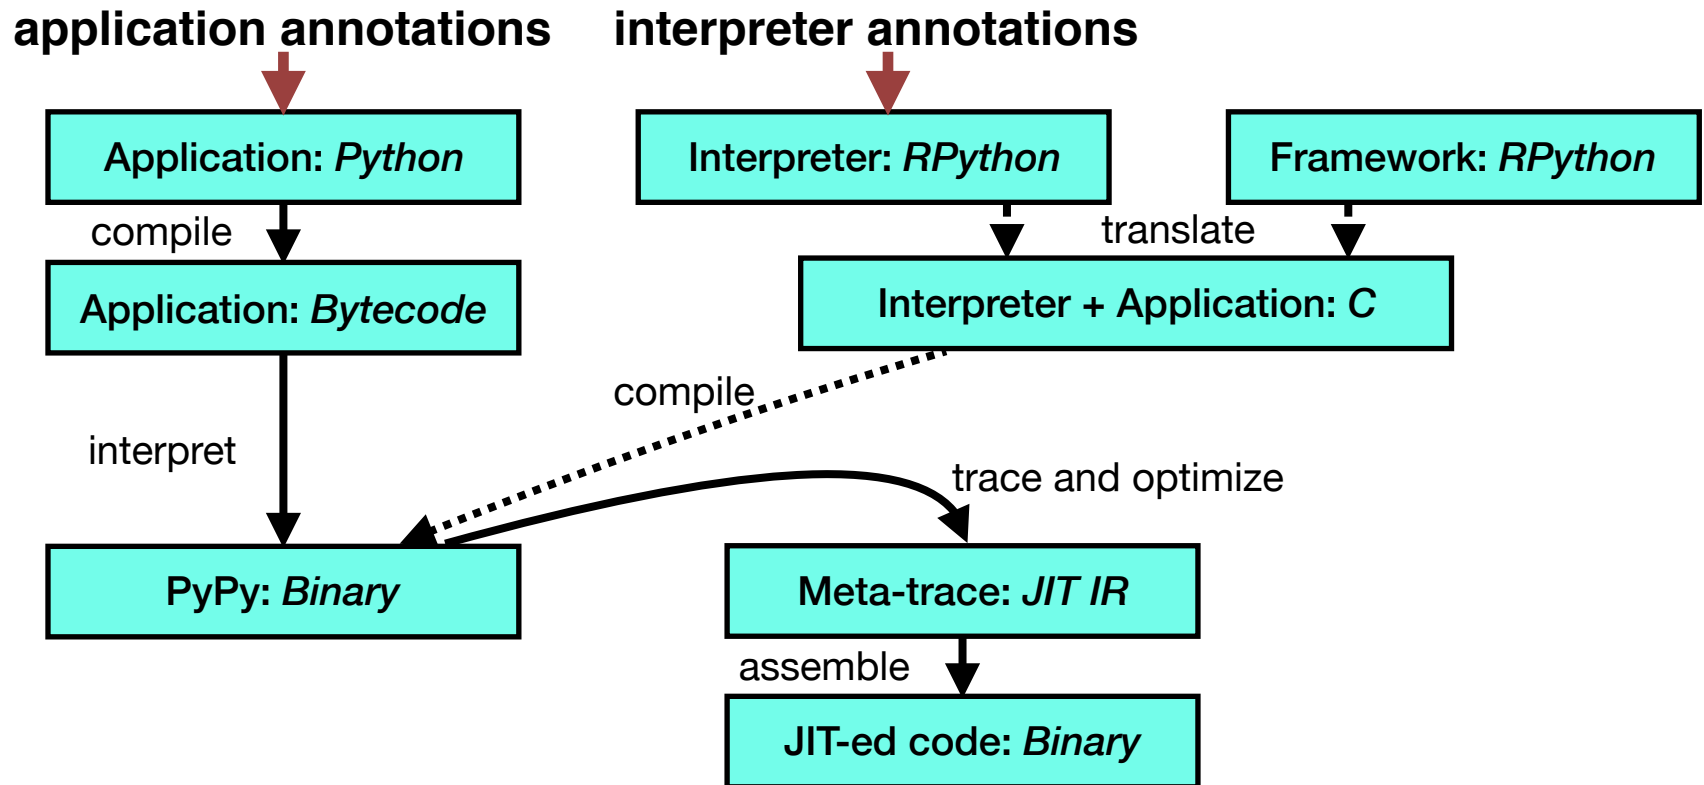 application annotations
interpreter annotations
Application: Python
Interpreter: RPython
Framework: RPython
compile
translate
Application: Bytecode
Interpreter + Application: C
compile
interpret
trace and optimize
PyPy: Binary
Meta-trace: JIT IR
assemble
JIT-ed code: Binary